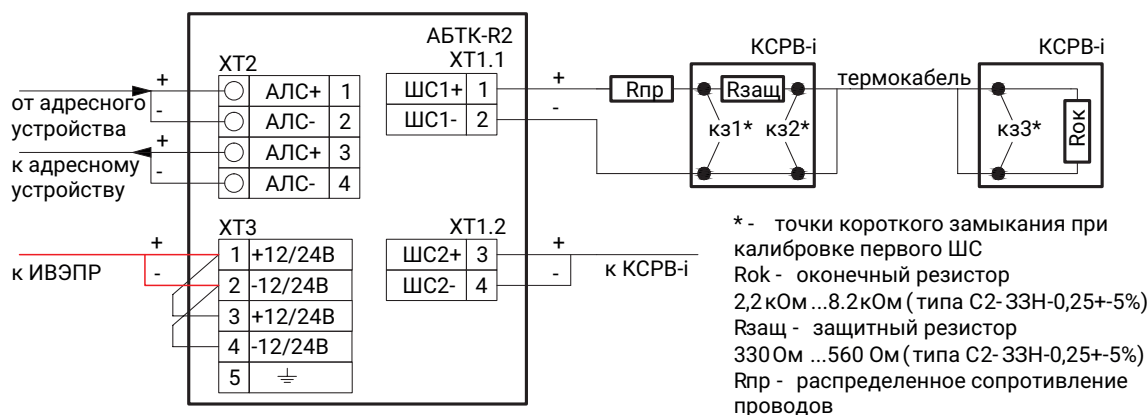 АБТК-R2
XT2
АЛС+ 1
АЛС- 2
АЛС+ 3
АЛС- 4
+
от адресного
-
устройства
+
к адресному
-
устройству
XT1.1
ШС1+ 1
ШС1- 2
+
-
Rпр
КСРВ-i
Rзащ
кз1* кз2*
термокабель
КСРВ-i
кз3*
Rок
XT3
1 +12/24В
2 -12/24В
3 +12/24В
4 -12/24В
5
+
к ИВЭПР -
XT1.2
ШС2+ 3
ШС2- 4
+
-
к КСРВ-i
* - точки короткого замыкания при
калибровке первого ШС
Rok - оконечный резистор
2,2кОм ...8.2кОм ( типа С2- 33Н-0,25+-5%)
Rзащ - защитный резистор
330 Ом ...560 Ом ( типа С2- 33Н-0,25+-5%)
Rпр - распределенное сопротивление
проводов